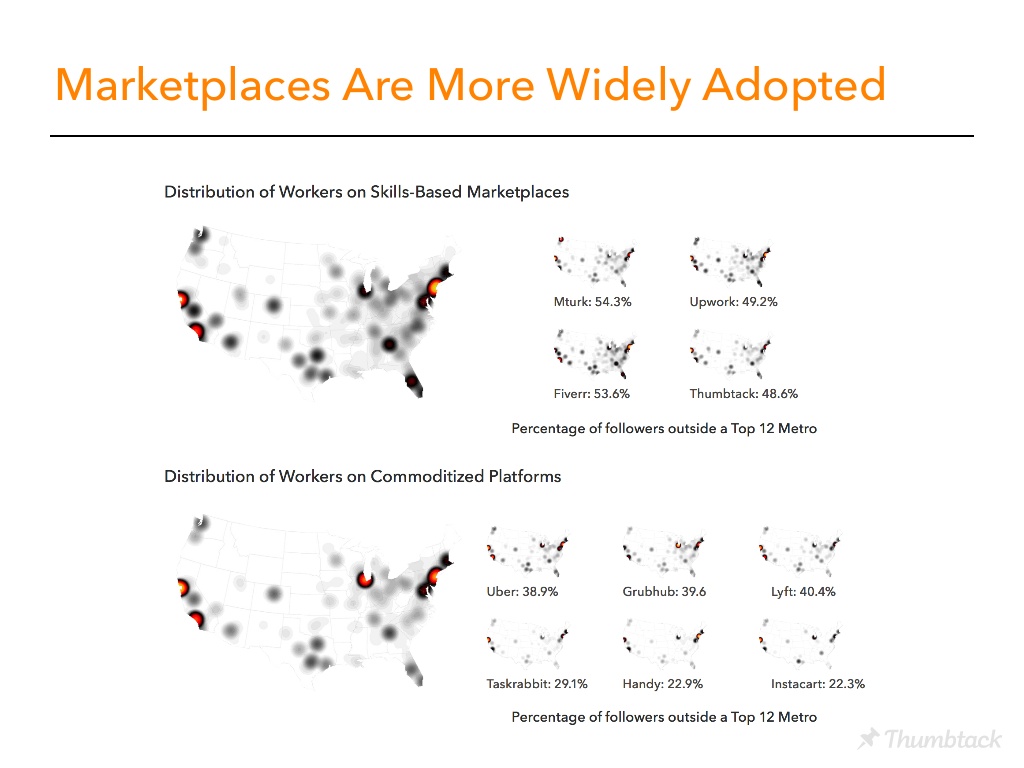 Marketplaces Are More Widely Adopted
Distribution of Workers on Skills-Based Marketplaces
Mturk: 54.3%
Upwork: 49.2%
Fiverr: 53.6%
Thumbtack: 48.6%
Percentage of followers outside a Top 12 Metro
Distribution of Workers on Commoditized Platforms
Uber: 38.9%
Grubhub: 39.6
Lyft: 40.4%
Taskrabbit: 29.1%
Handy: 22.9%
Instacart: 22.3%
Percentage of followers outside a Top 12 Metro
Thumbtack